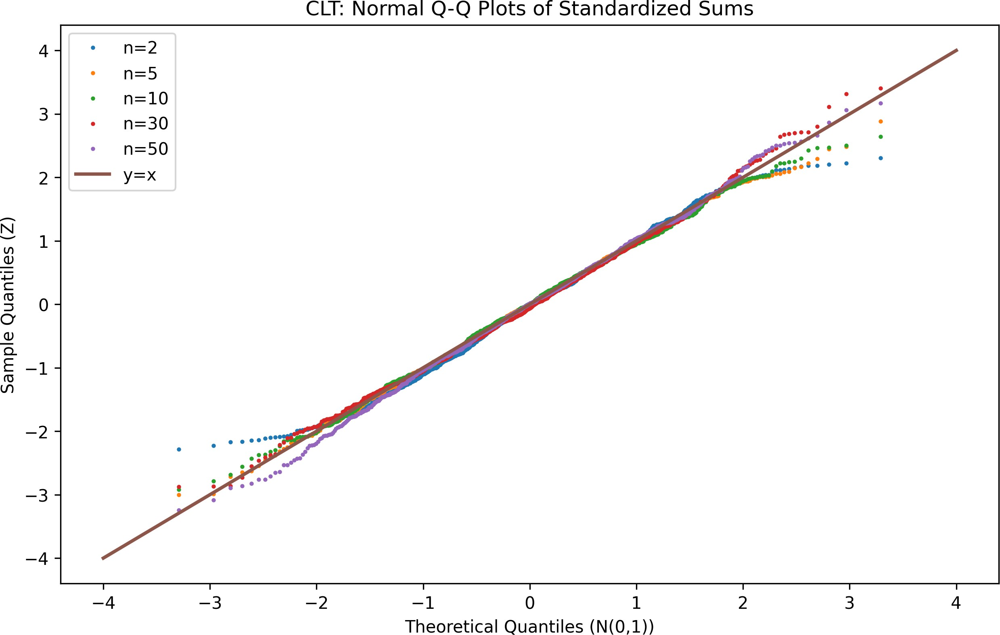 CLT: Normal Q-Q Plots of Standardized Sums
n=2
n=5
n=10
n=30
n=50
y=x
4
3
2
1
0
−1
−2
−3
−4
Sample Quantiles (Z)
−4 −3 −2 −1 0 1 2 3 4
Theoretical Quantiles (N(0,1))